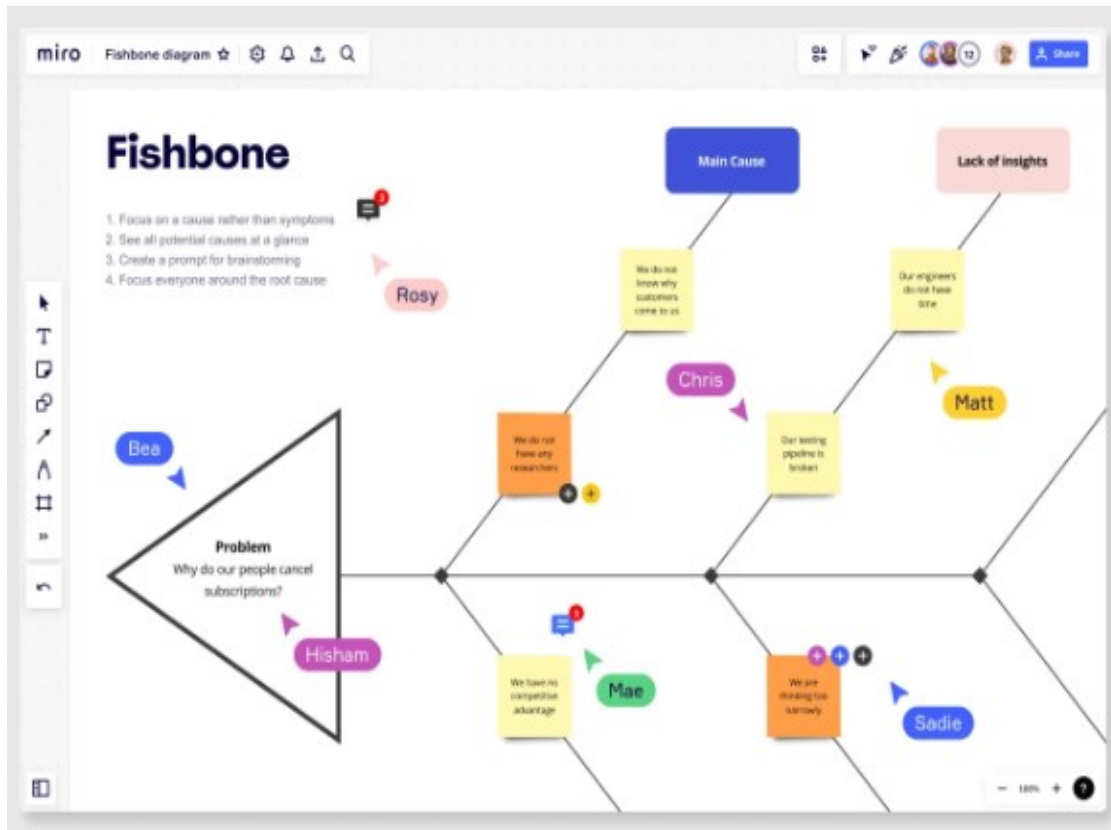 miro
Fishbone diagram
12
Share
Fishbone
1. Focus on a cause rather than symptoms
2. See all potential causes at a glance
3. Create a prompt for brainstorming
4. Focus everyone around the root cause
3
Rosy
Main Cause
Lack of insights
We do not
know why
customers
come to us
Our engineers
do not have
time
Chris
Matt
Bea
We do not
have any
researchers
Our testing
pipeline is
broken
Problem
Why do our people cancel
subscriptions?
Hisham
We have no
competitive
advantage
Mae
We are
thinking too
narrowly
Sadie
100%
?